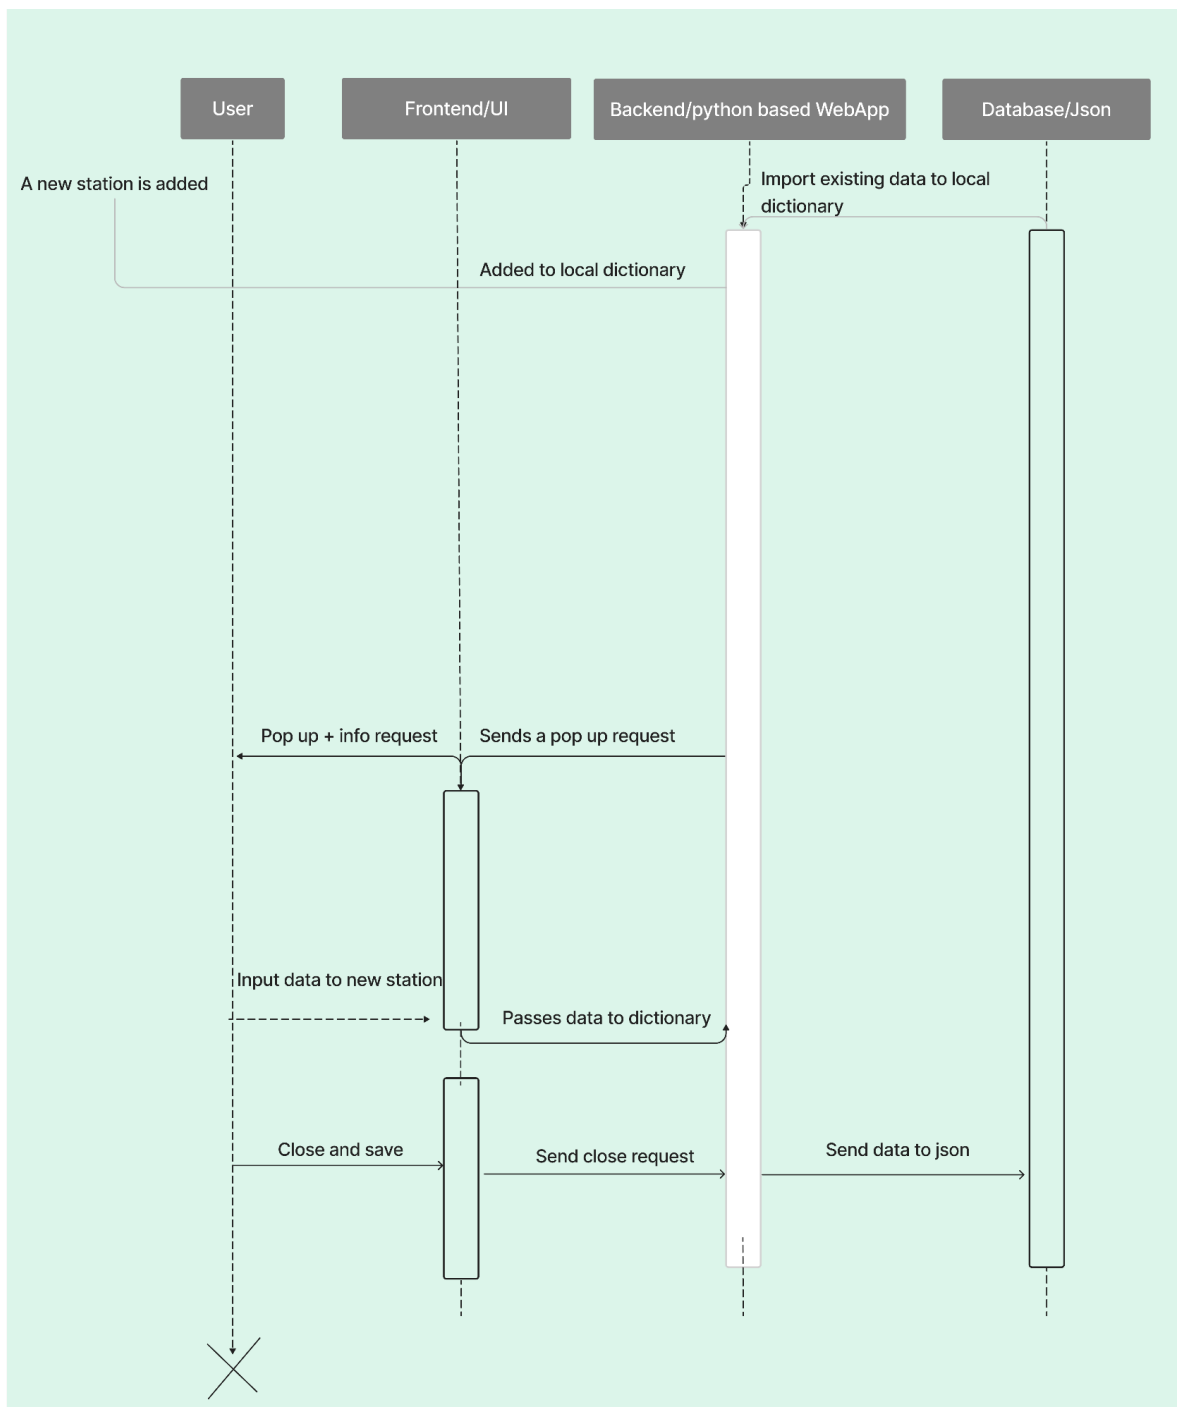 User
Frontend/UI
Backend/python based WebApp
Database/Json
A new station is added
Import existing data to local
dictionary
Added to local dictionary
Pop up + info request
Sends a pop up request
Input data to new station
Passes data to dictionary
Close and save
Send close request
Send data to json